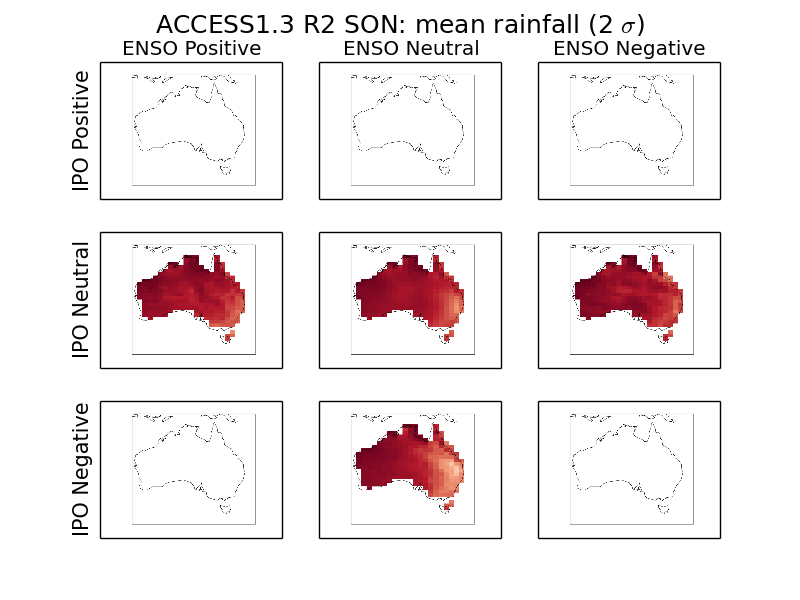 ACCESS1.3 R2 SON: mean rainfall (2 σ)
ENSO Positive
ENSO Neutral
ENSO Negative
IPO Positive
IPO Neutral
IPO Negative